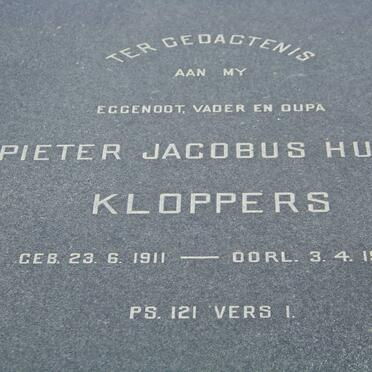 TER GEDACTENIS
AAN MY
EGGENOOT, VADER EN OUPA
PIETER JACOBUS HU
KLOPPERS
GEB. 23. 6. 1911 — OORL. 3. 4. 1
PS. 121 VERS 1.